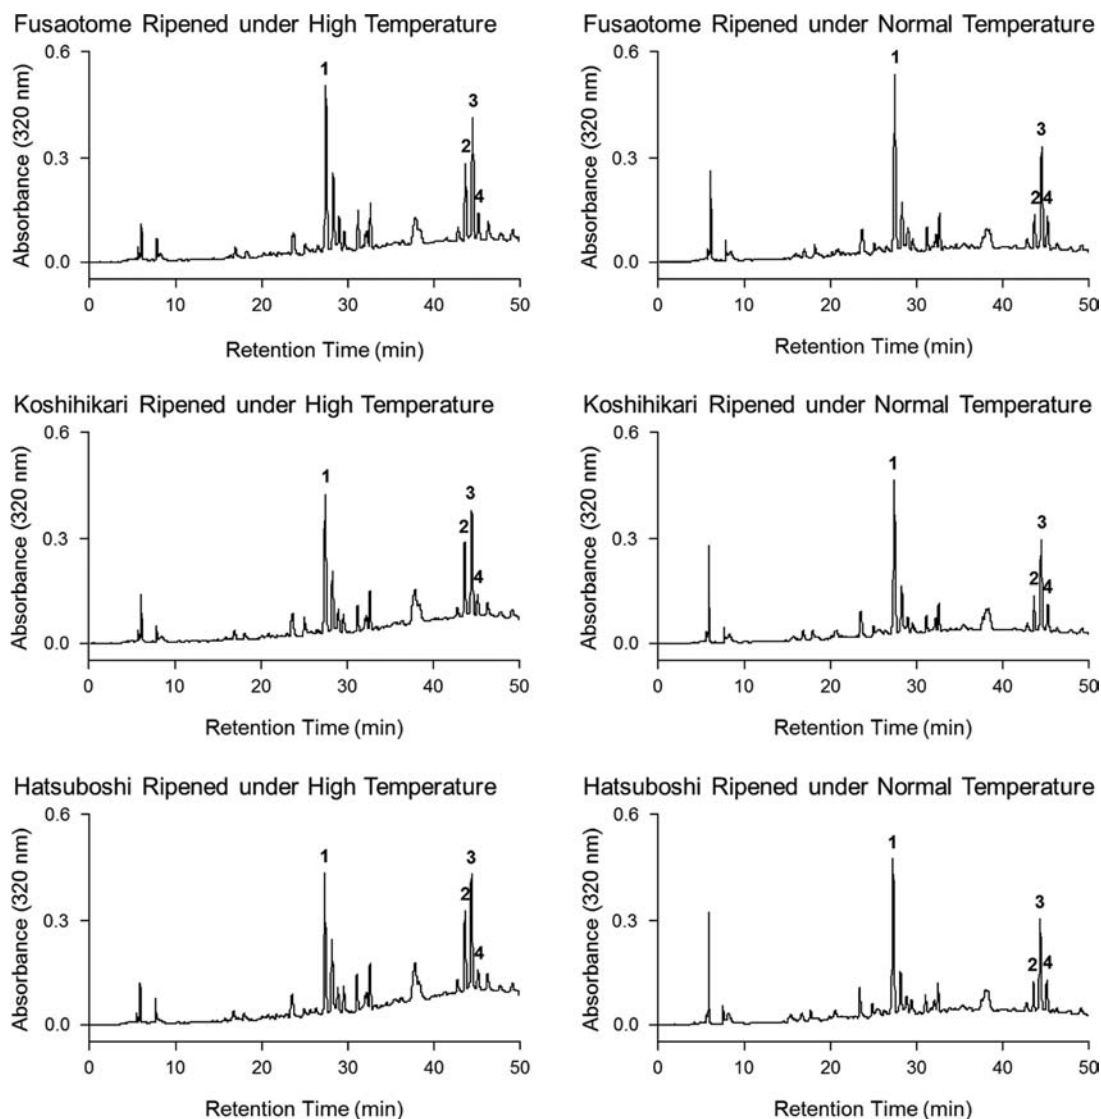 Fusaotome Ripened under High Temperature
0.6
0.3
0.0
Absorbance (320 nm)
1
2
3
4
0 10 20 30 40 50
Retention Time (min)
Fusaotome Ripened under Normal Temperature
0.6
0.3
0.0
Absorbance (320 nm)
1
3
2 4
0 10 20 30 40 50
Retention Time (min)
Koshihikari Ripened under High Temperature
0.6
0.3
0.0
Absorbance (320 nm)
1
3
2
4
0 10 20 30 40 50
Retention Time (min)
Koshihikari Ripened under Normal Temperature
0.6
0.3
0.0
Absorbance (320 nm)
1
3
2
4
0 10 20 30 40 50
Retention Time (min)
Hatsuboshi Ripened under High Temperature
0.6
0.3
0.0
Absorbance (320 nm)
1
3
2
4
0 10 20 30 40 50
Retention Time (min)
Hatsuboshi Ripened under Normal Temperature
0.6
0.3
0.0
Absorbance (320 nm)
1
3
2 4
0 10 20 30 40 50
Retention Time (min)